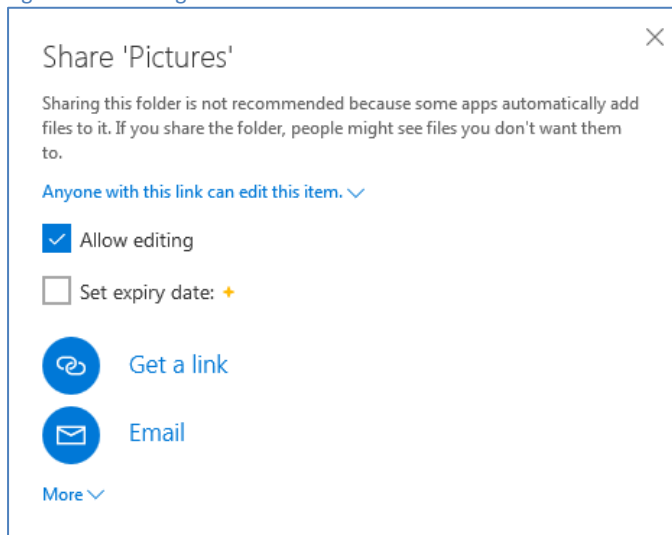 Share 'Pictures'
Sharing this folder is not recommended because some apps automatically add
files to it. If you share the folder, people might see files you don't want them
to.
Anyone with this link can edit this item.
Allow editing
Set expiry date:
Get a link
Email
More